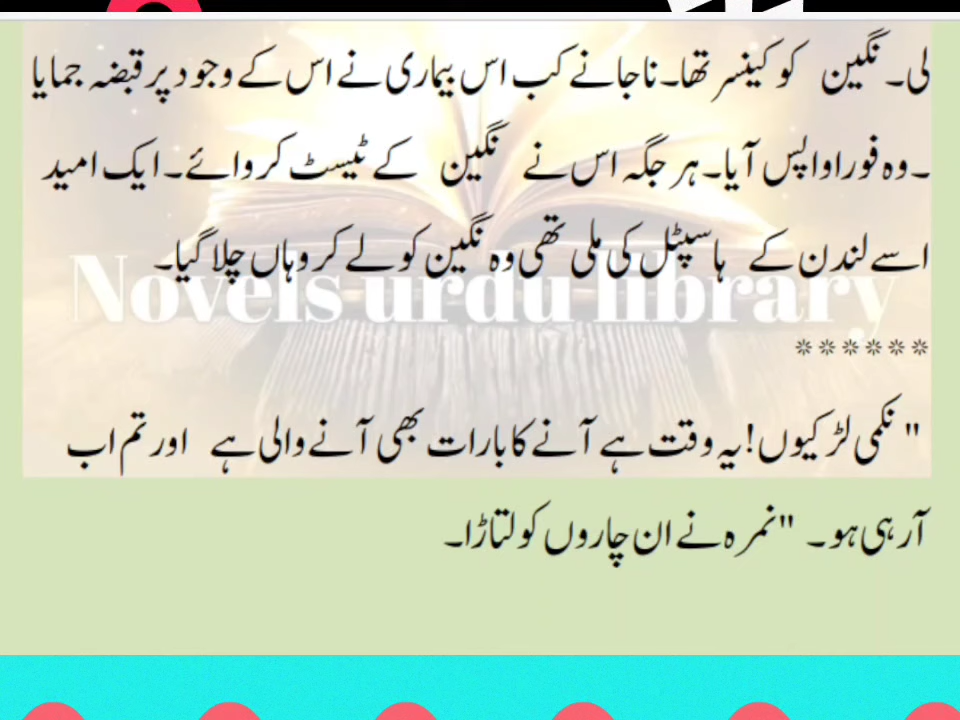 لی۔ نگین کو کینسر تھا۔ ناجانے کب اس بیماری نے اس کے وجود پر قبضہ جمایا
۔ وہ فورا واپس آیا۔ ہر جگہ اس نے نگین کے ٹیسٹ کروائے۔ ایک امید
اسے لندن کے ہاسپٹل کی ملی تھی وہ نگین کو لے کر وہاں چلا گیا۔
Novels urdu library
******
"نکمی لڑکیوں! یہ وقت ہے آنے کا بارات بھی آنے والی ہے اور تم اب
آرہی ہو۔ "نمرہ نے ان چاروں کو لتاڑا۔